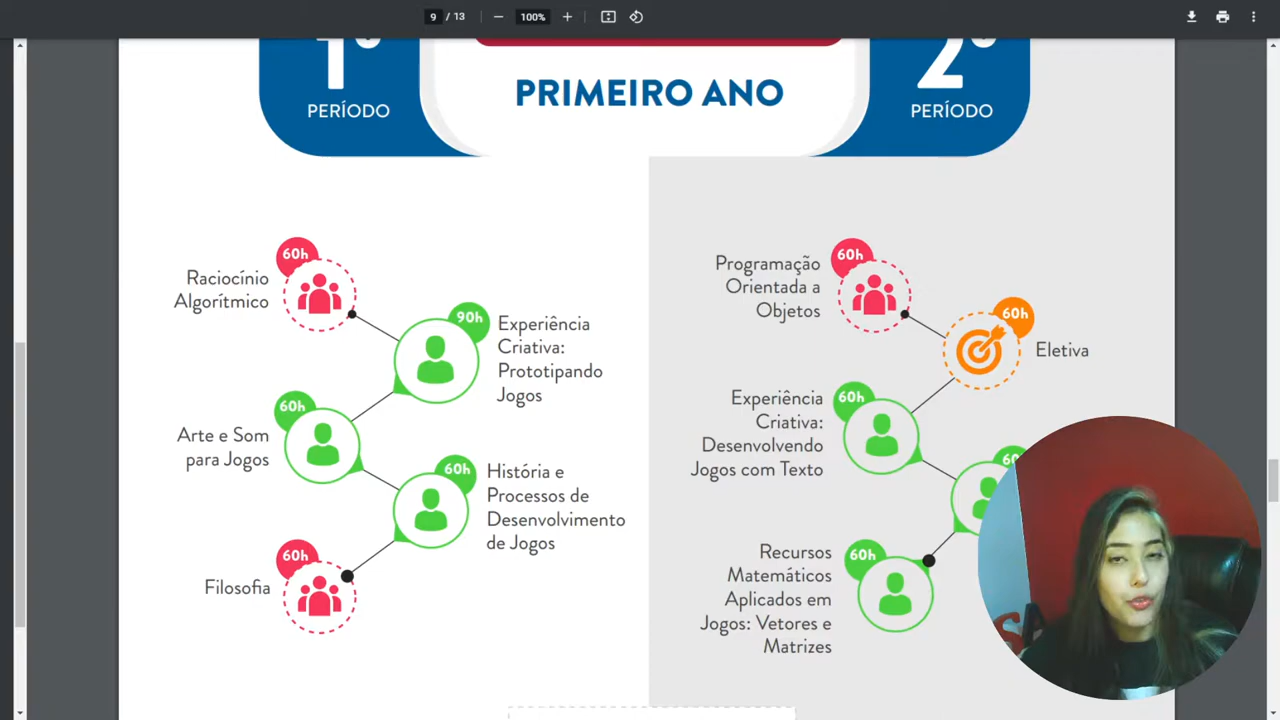 9 / 13
100%
1º
PERÍODO
PRIMEIRO ANO
2º
PERÍODO
60h
Raciocínio
Algorítmico
90h
Experiência
Criativa:
Prototipando
Jogos
60h
Arte e Som
para Jogos
60h
História e
Processos de
Desenvolvimento
de Jogos
60h
Filosofia
60h
Programação
Orientada a
Objetos
60h
Eletiva
60h
Experiência
Criativa:
Desenvolvendo
Jogos com Texto
60h
Recursos
Matemáticos
Aplicados em
Jogos: Vetores e
Matrizes